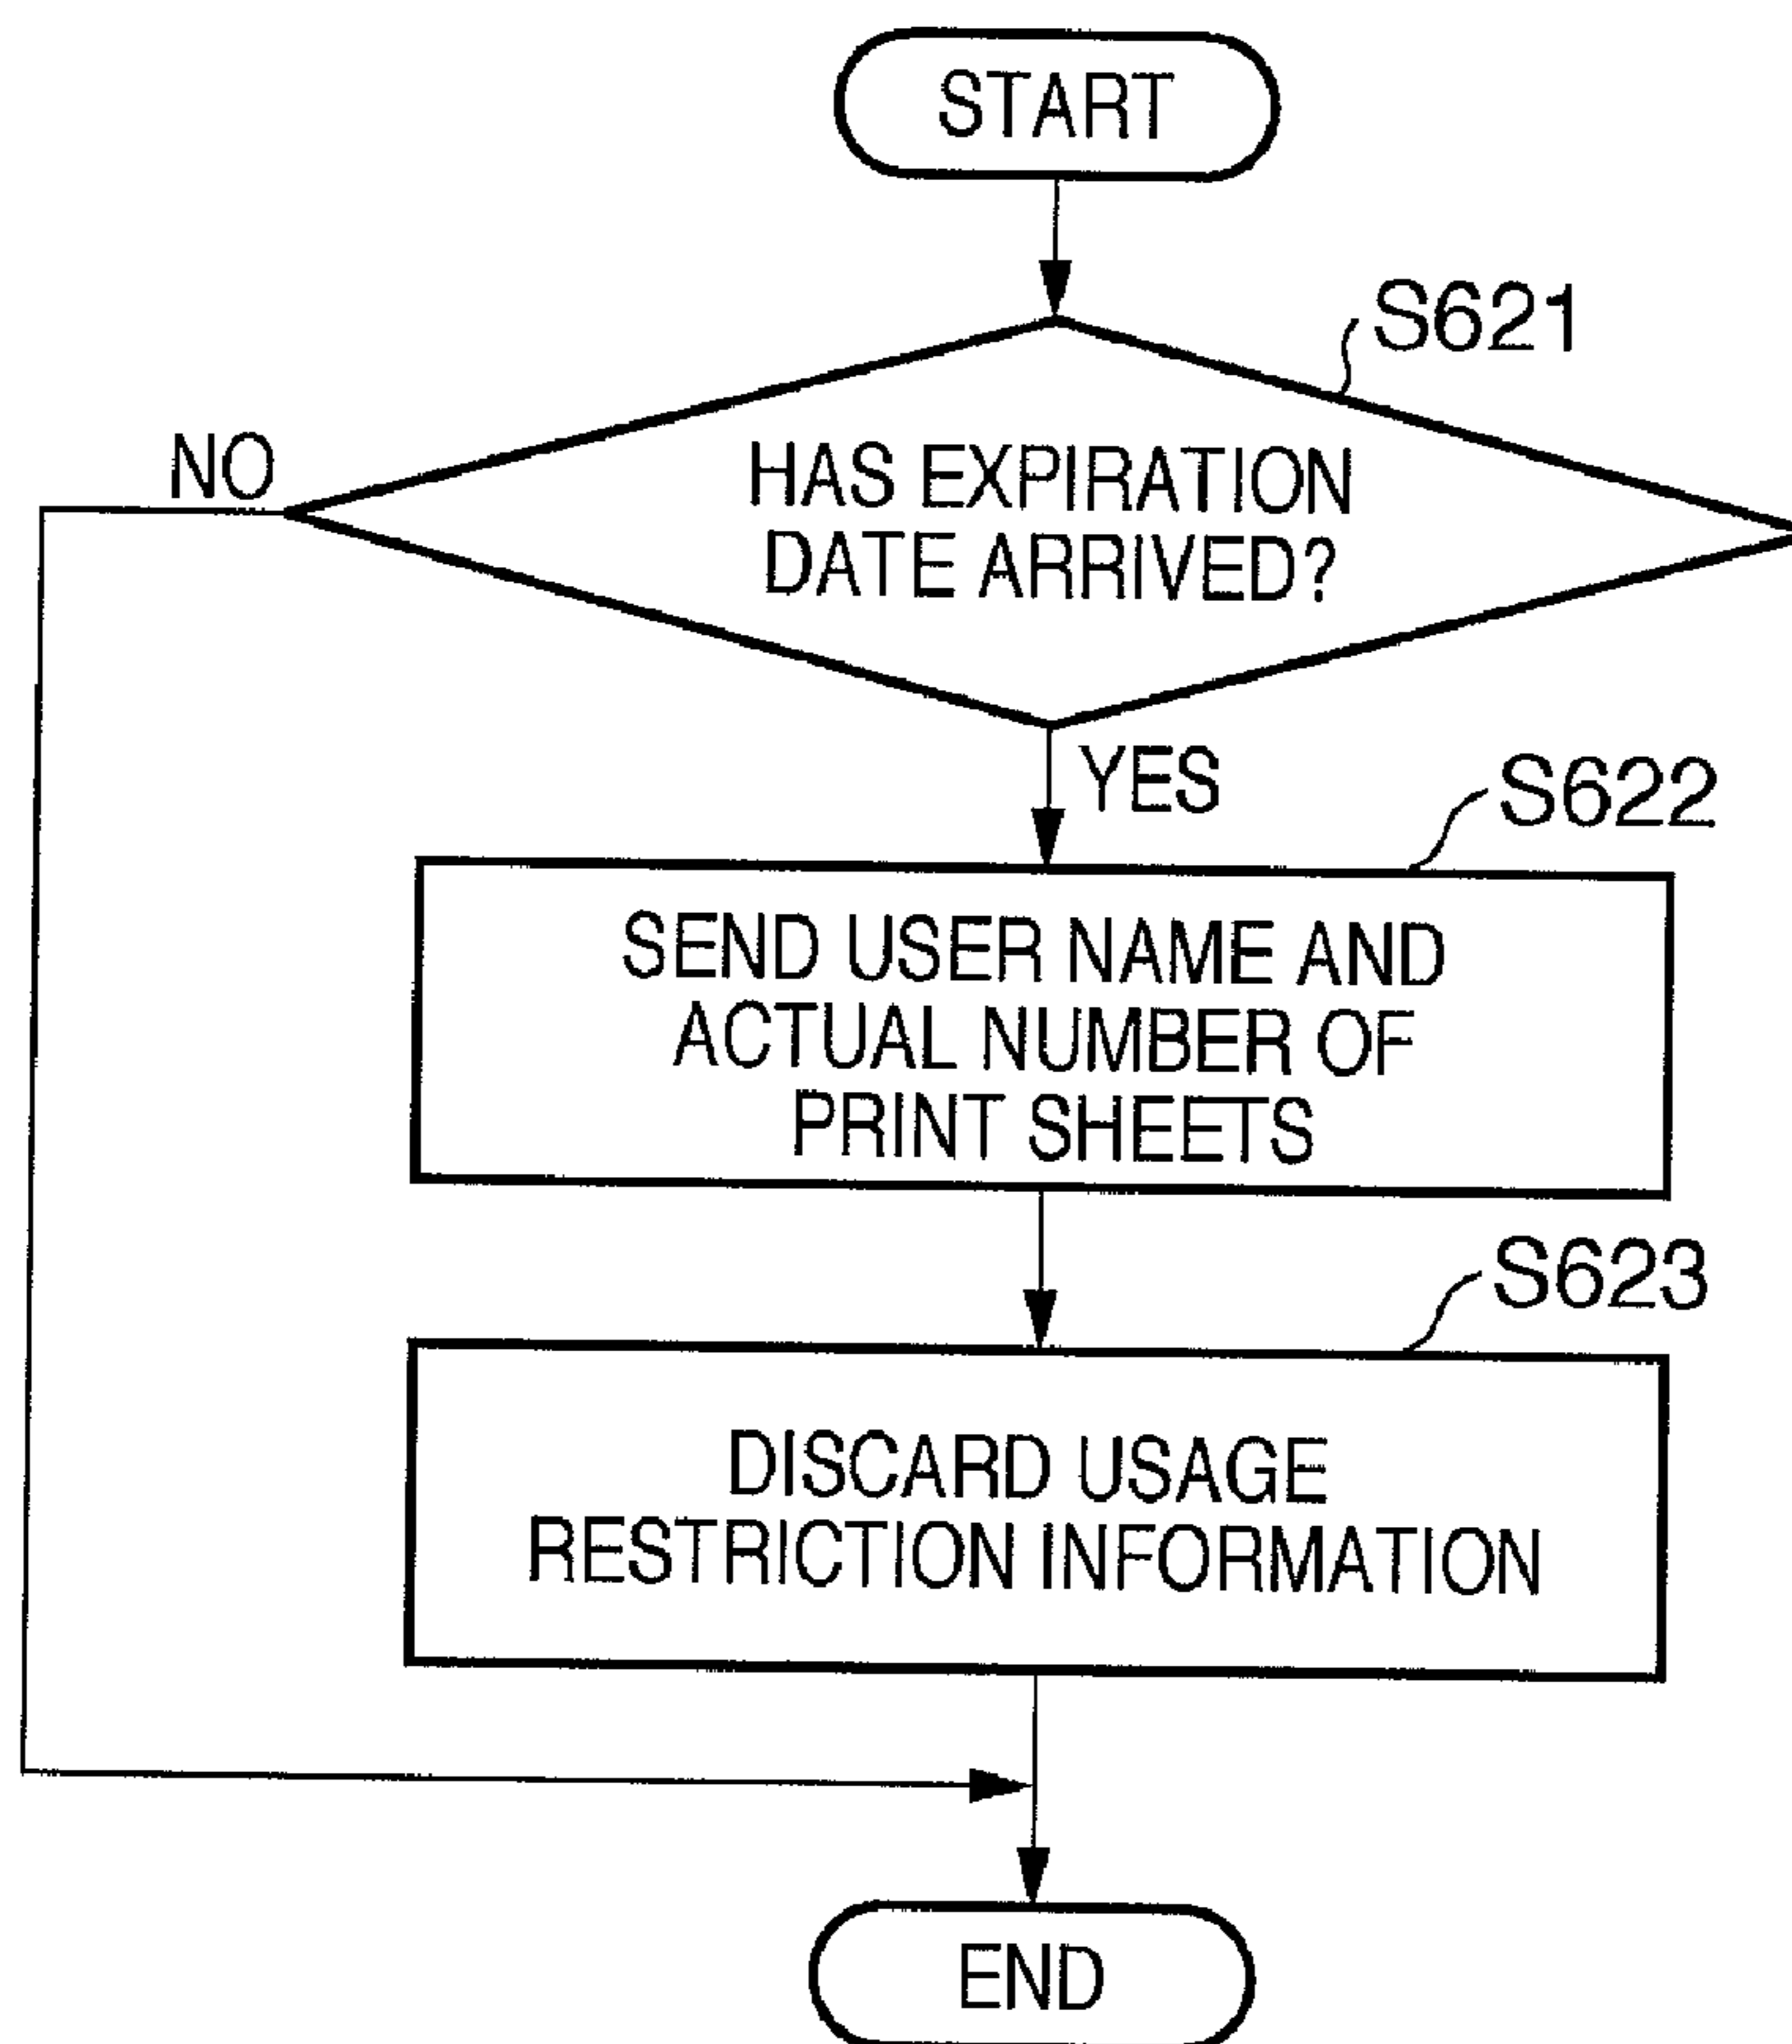 START
S621
NO
HAS EXPIRATION
DATE ARRIVED?
YES
S622
SEND USER NAME AND
ACTUAL NUMBER OF
PRINT SHEETS
S623
DISCARD USAGE
RESTRICTION INFORMATION
END